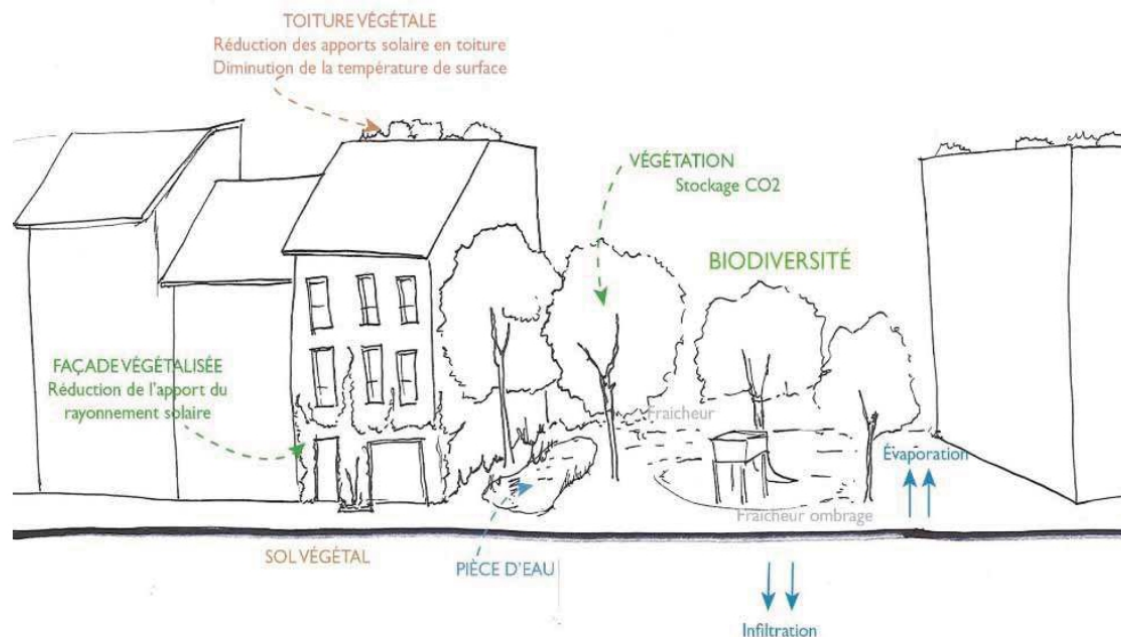 TOITURE VÉGÉTALE
Réduction des apports solaire en toiture
Diminution de la température de surface
VÉGÉTATION
Stockage CO2
BIODIVERSITÉ
FAÇADE VÉGÉTALISÉE
Réduction de l'apport du
rayonnement solaire
Fraicheur
Évaporation
Fraicheur ombrage
SOL VÉGÉTAL
PIÈCE D'EAU
Infiltration